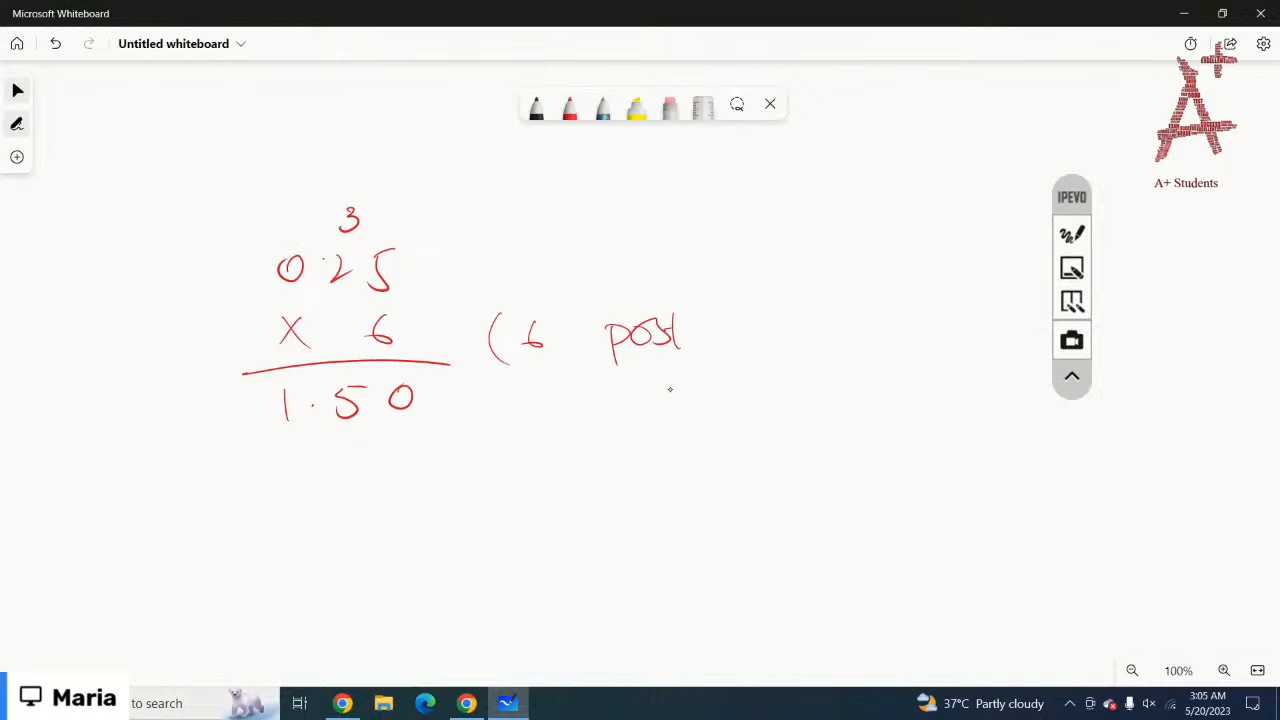 Microsoft Whiteboard
Untitled whiteboard
A+ Students
IPEVO
3
0.25
x 6 (6 post
1.50
100%
Maria
to search
37°C Partly cloudy
3:05 AM
5/20/2023